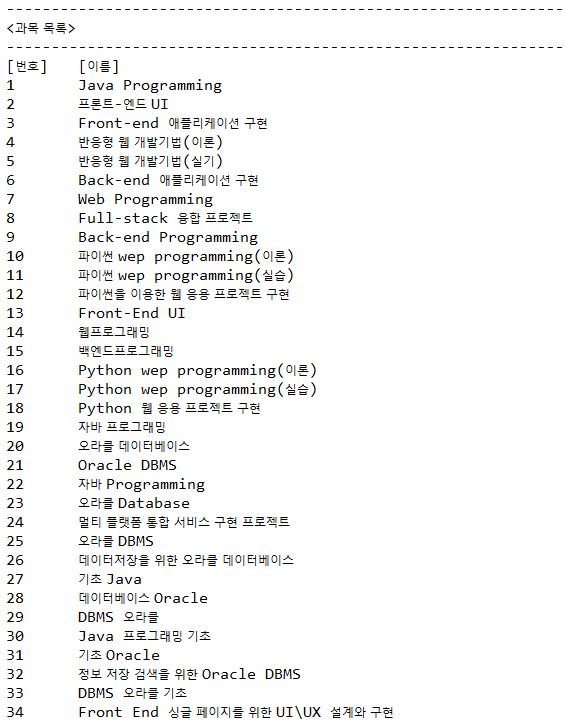 ------------------------------------------------------------
<과목 목록>
------------------------------------------------------------
[번호] [이름]
1 Java Programming
2 프론트-엔드 UI
3 Front-end 애플리케이션 구현
4 반응형 웹 개발기법(이론)
5 반응형 웹 개발기법(실기)
6 Back-end 애플리케이션 구현
7 Web Programming
8 Full-stack 융합 프로젝트
9 Back-end Programming
10 파이썬 wep programming(이론)
11 파이썬 wep programming(실습)
12 파이썬을 이용한 웹 응용 프로젝트 구현
13 Front-End UI
14 웹프로그래밍
15 백엔드프로그래밍
16 Python wep programming(이론)
17 Python wep programming(실습)
18 Python 웹 응용 프로젝트 구현
19 자바 프로그래밍
20 오라클 데이터베이스
21 Oracle DBMS
22 자바 Programming
23 오라클 Database
24 멀티 플랫폼 통합 서비스 구현 프로젝트
25 오라클 DBMS
26 데이터저장을 위한 오라클 데이터베이스
27 기초 Java
28 데이터베이스 Oracle
29 DBMS 오라클
30 Java 프로그래밍 기초
31 기초 Oracle
32 정보 저장 검색을 위한 Oracle DBMS
33 DBMS 오라클 기초
34 Front End 싱글 페이지를 위한 UI\UX 설계와 구현